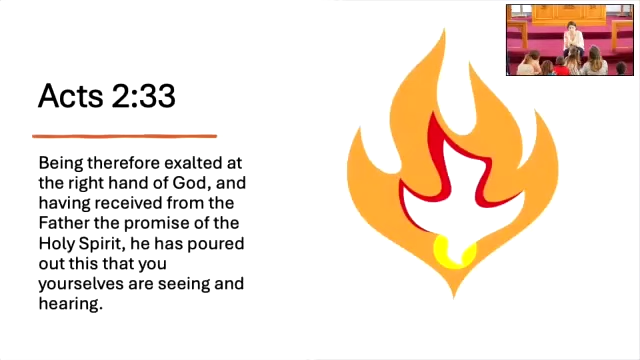 Acts 2:33
Being therefore exalted at
the right hand of God, and
having received from the
Father the promise of the
Holy Spirit, he has poured
out this that you
yourselves are seeing and
hearing.